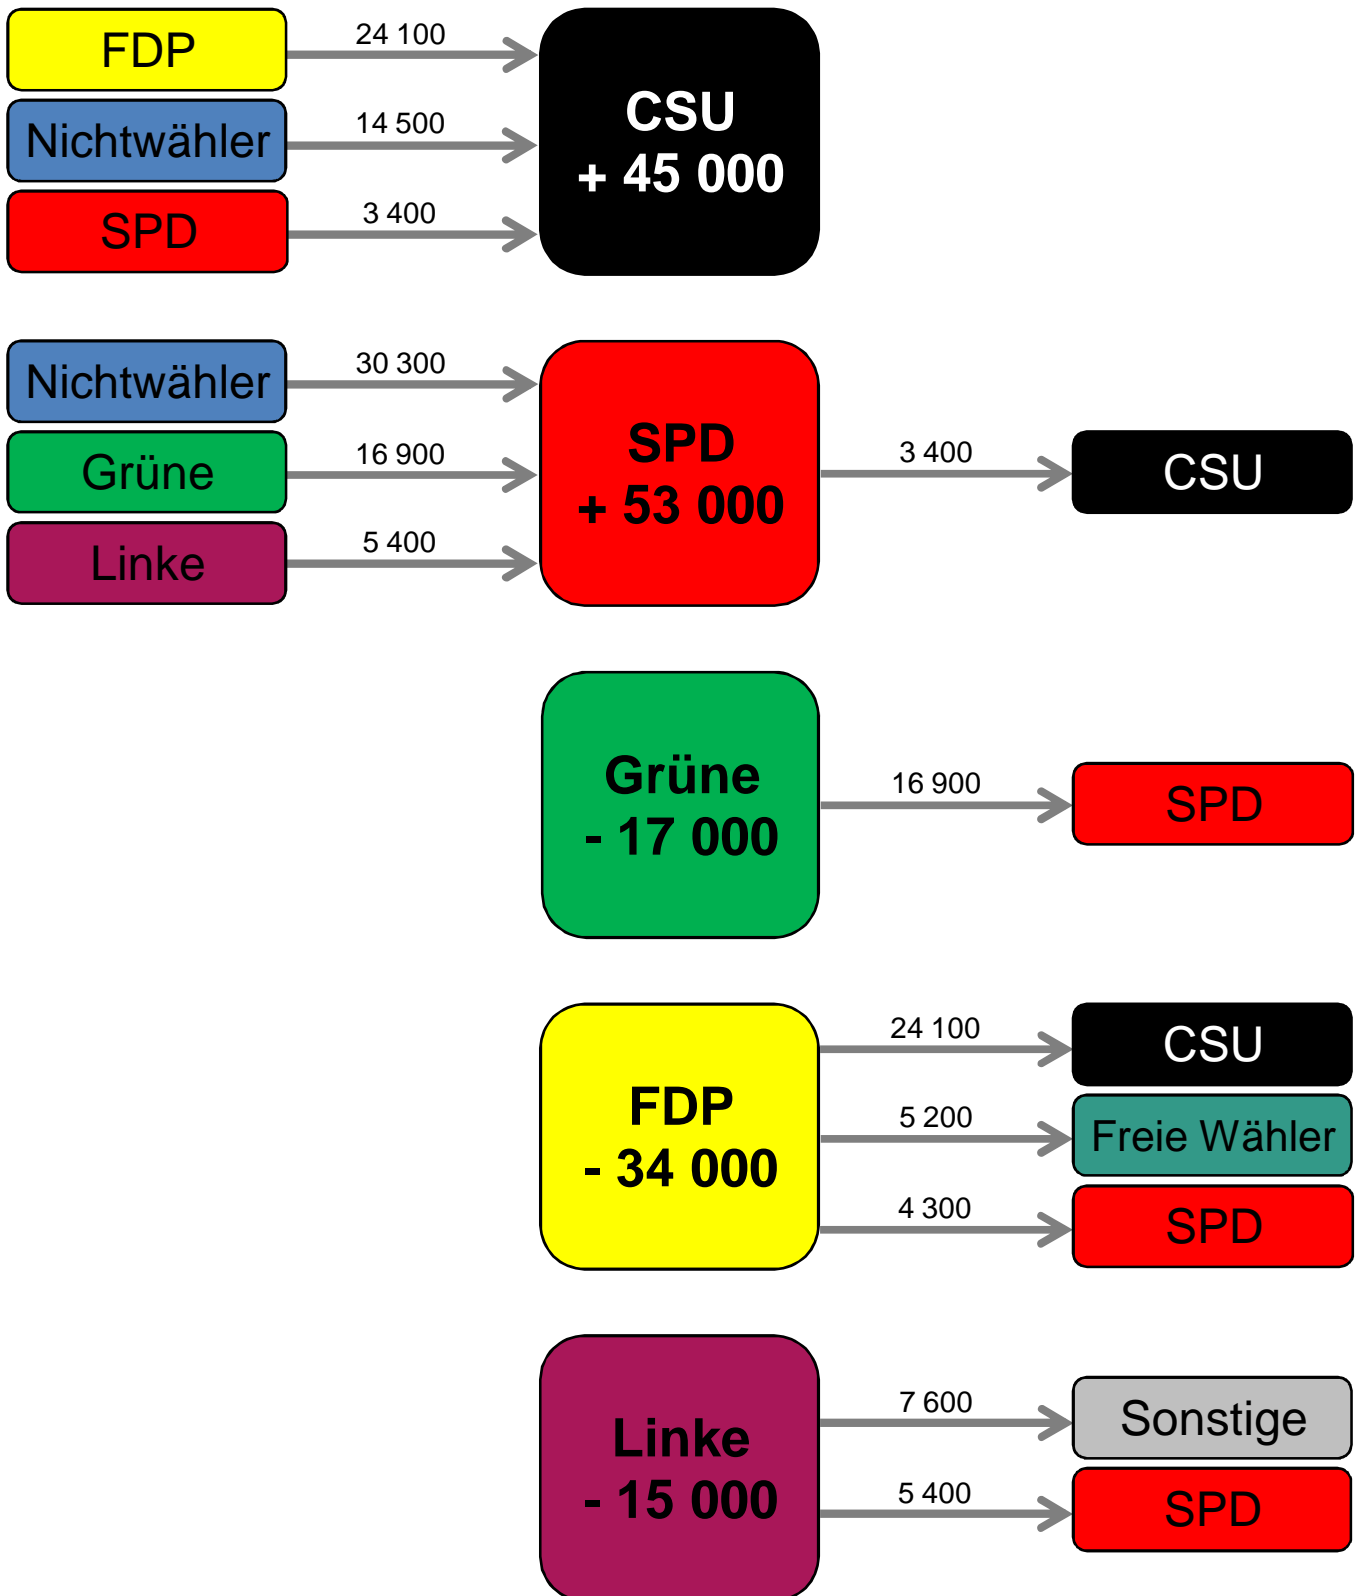 FDP
24 100
Nichtwähler
14 500
SPD
3 400
CSU
+ 45 000
Nichtwähler
30 300
Grüne
16 900
Linke
5 400
SPD
+ 53 000
3 400
CSU
Grüne
- 17 000
16 900
SPD
FDP
- 34 000
24 100
CSU
5 200
Freie Wähler
4 300
SPD
Linke
- 15 000
7 600
Sonstige
5 400
SPD